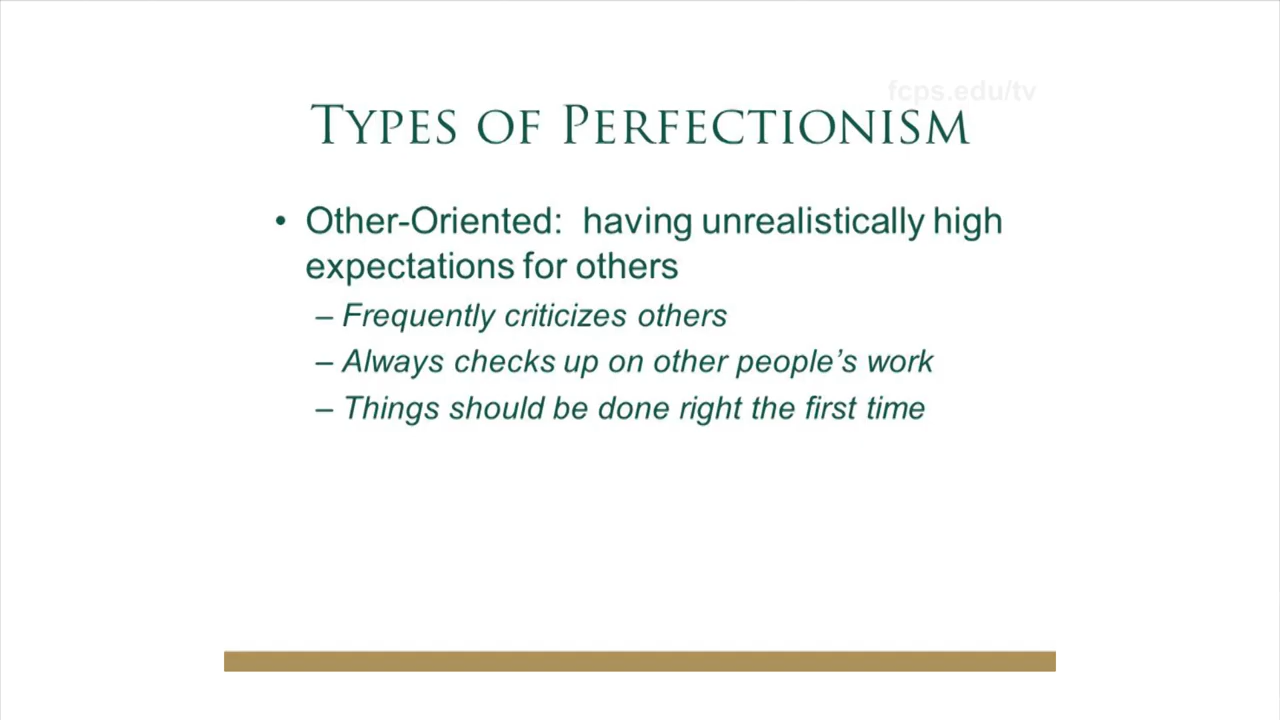 fcps.edu/tv
Types of Perfectionism
• Other-Oriented:  having unrealistically high
expectations for others
– Frequently criticizes others
– Always checks up on other people’s work
– Things should be done right the first time